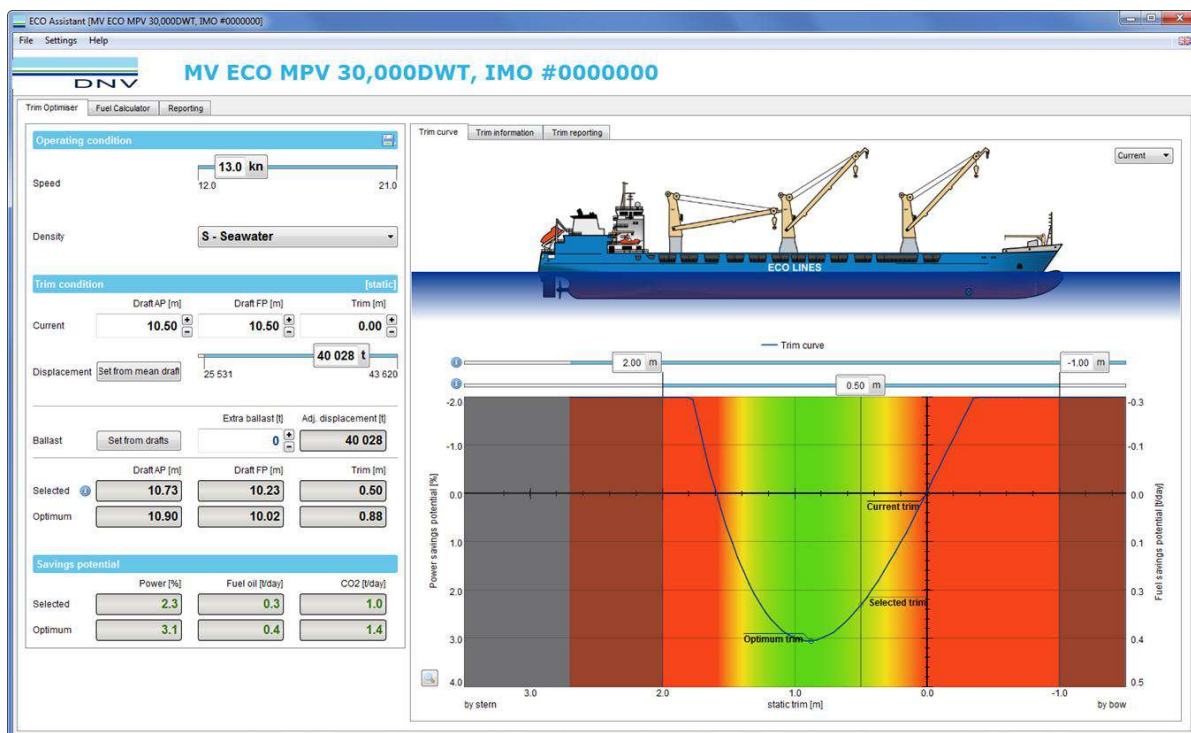 ECO Assistant [MV ECO MPV 30,000DWT, IMO #0000000]
File Settings Help
DNV
MV ECO MPV 30,000DWT, IMO #0000000
Trim Optimiser Fuel Calculator Reporting
Operating condition
Speed
13.0 kn
12.0 21.0
Density
S - Seawater
Trim condition [static]
Draft AP [m] Draft FP [m] Trim [m]
Current 10.50 10.50 0.00
Displacement Set from mean draft
40 028 t
25 531 43 620
Extra ballast [t] Adj. displacement [t]
Ballast Set from drafts 0 40 028
Draft AP [m] Draft FP [m] Trim [m]
Selected 10.73 10.23 0.50
Optimum 10.90 10.02 0.88
Savings potential
Power [%] Fuel oil [t/day] CO2 [t/day]
Selected 2.3 0.3 1.0
Optimum 3.1 0.4 1.4
Trim curve Trim information Trim reporting
Current
ECO LINES
Trim curve
2.00 m -1.00 m
0.50 m
-2.0 -0.3
-1.0 -0.1
0.0 0.0
1.0 0.1
2.0 0.3
3.0 0.4
4.0 0.5
Power savings potential [%]
Fuel savings potential [t/day]
Current trim
Selected trim
Optimum trim
3.0 2.0 1.0 0.0 -1.0
by stern static trim [m] by bow